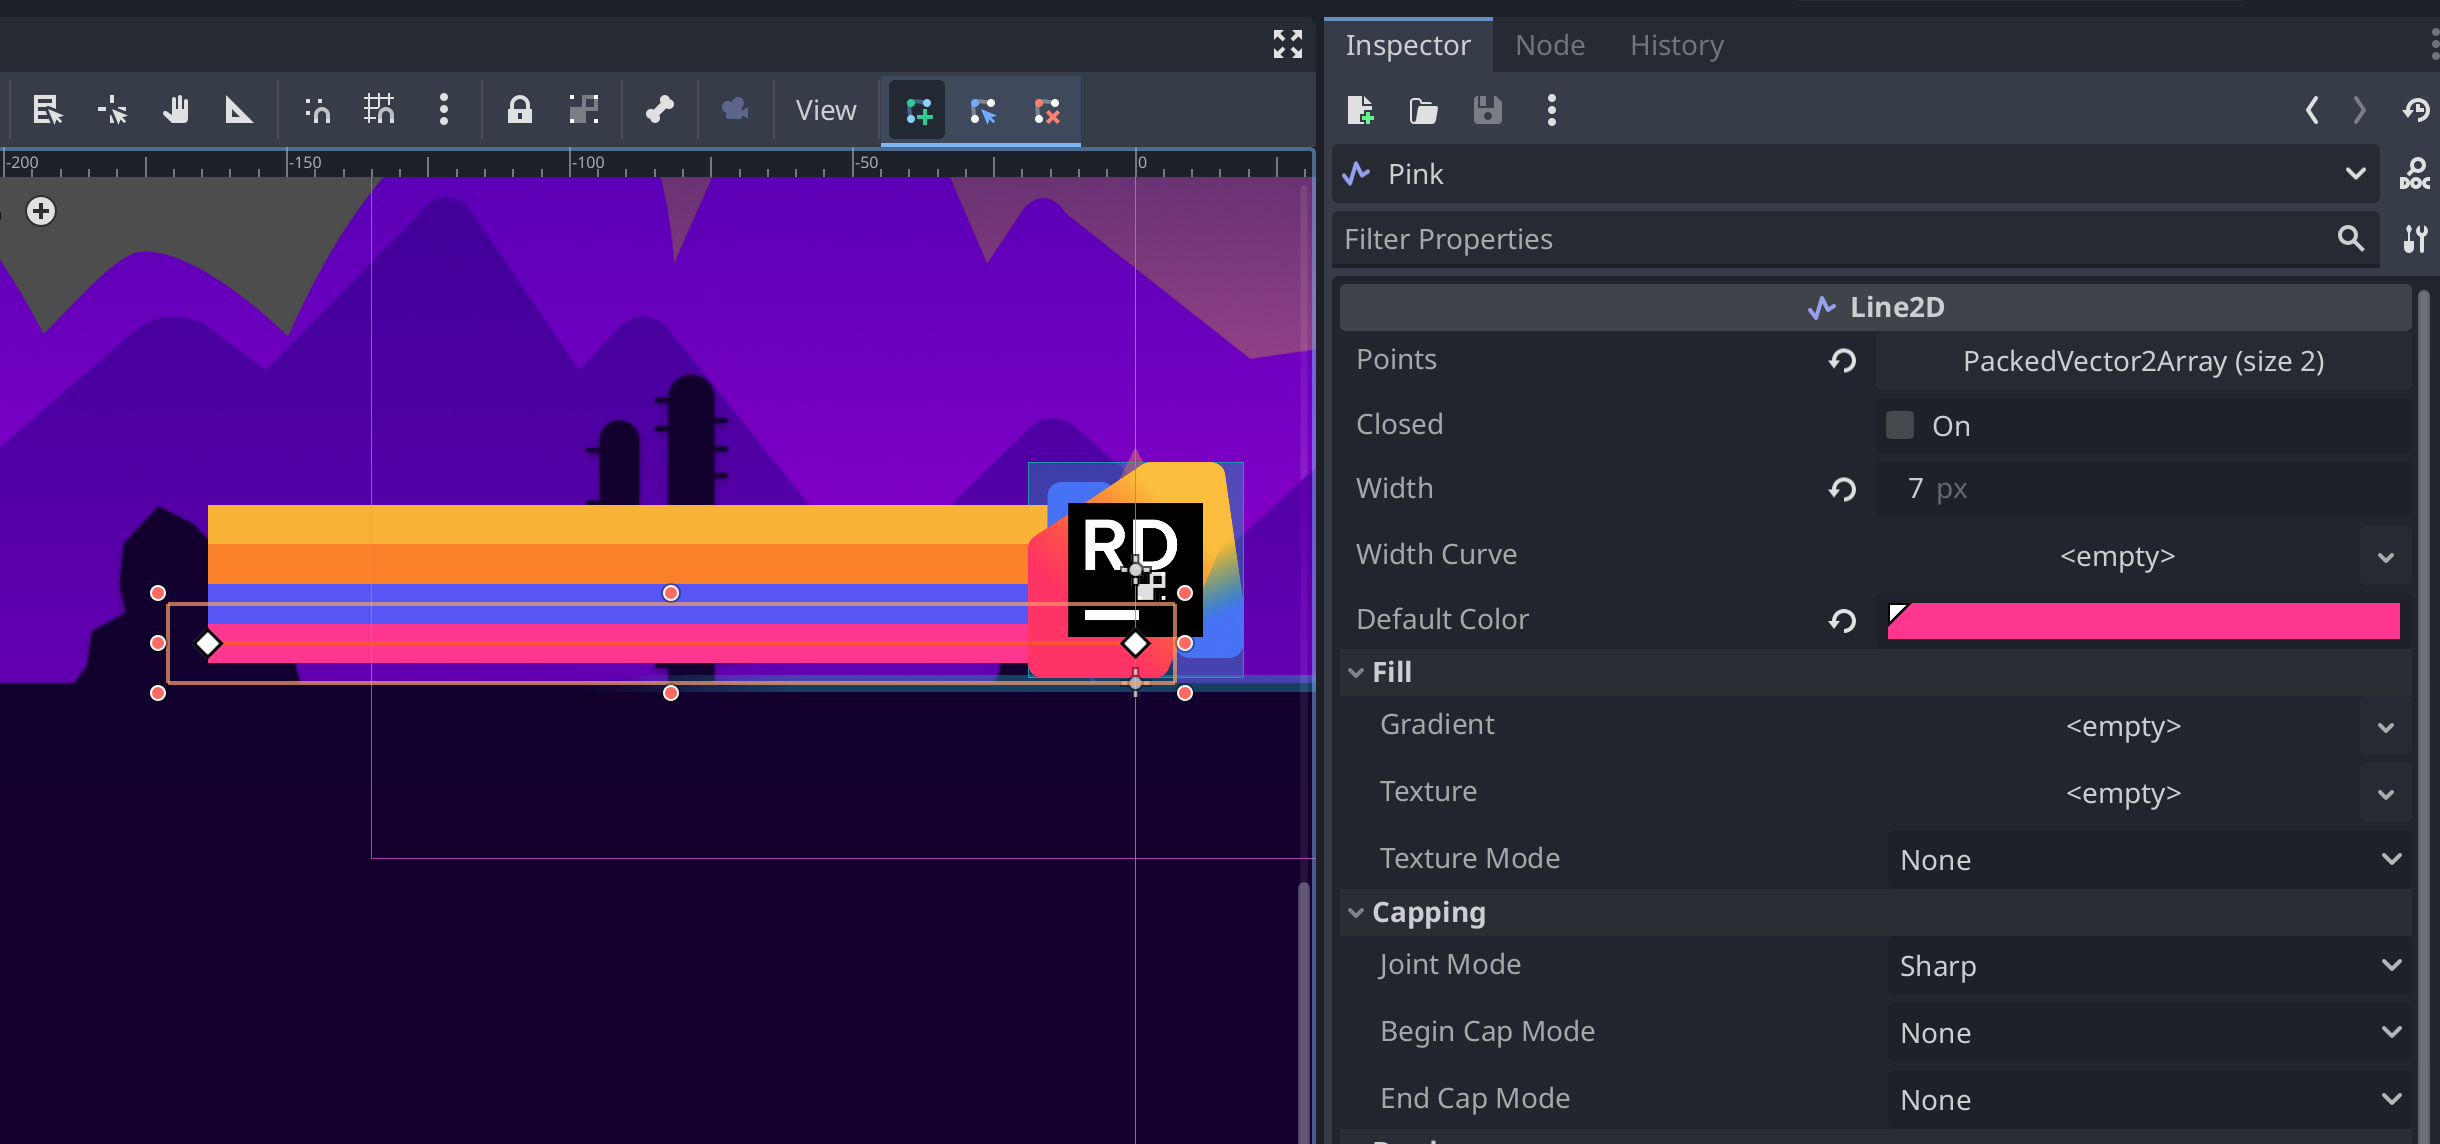 Inspector Node History
View
-200 -150 -100 -50 0
Pink
DOC
Filter Properties
Line2D
Points PackedVector2Array (size 2)
Closed On
Width 7 px
Width Curve <empty>
Default Color
Fill
Gradient <empty>
Texture <empty>
Texture Mode None
Capping
Joint Mode Sharp
Begin Cap Mode None
End Cap Mode None
RD